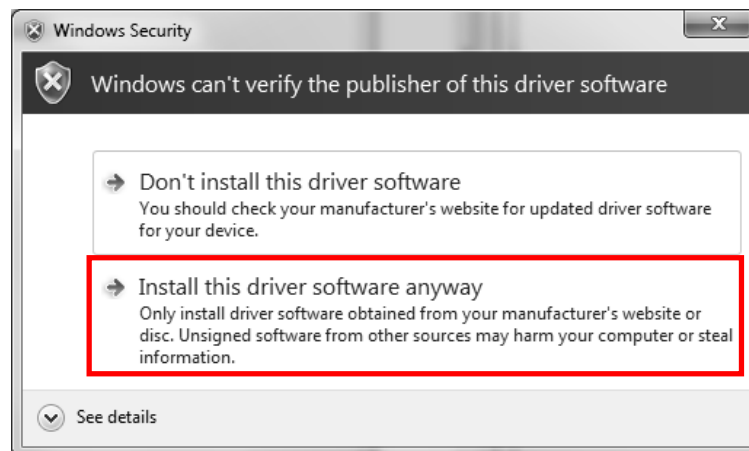 Windows Security
x
Windows can't verify the publisher of this driver software
Don't install this driver software
You should check your manufacturer's website for updated driver software
for your device.
Install this driver software anyway
Only install driver software obtained from your manufacturer's website or
disc. Unsigned software from other sources may harm your computer or steal
information.
See details